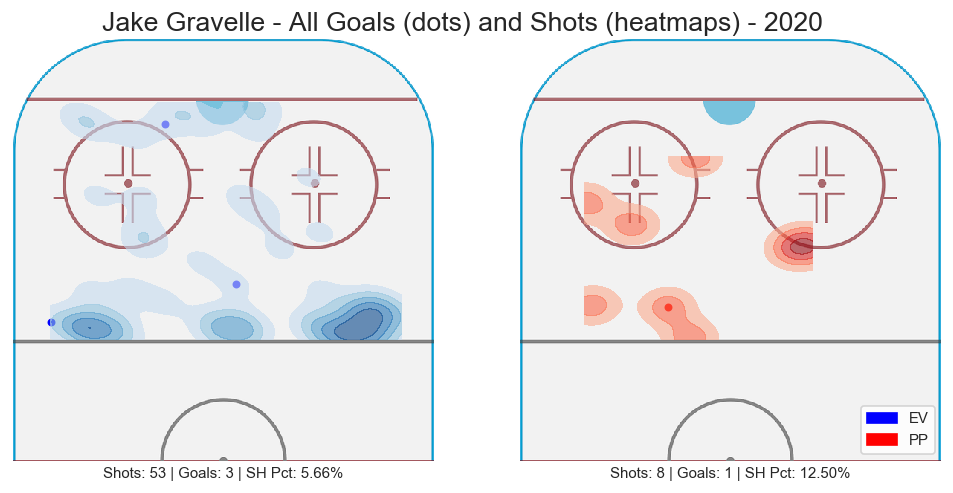 Jake Gravelle - All Goals (dots) and Shots (heatmaps) - 2020
EV
PP
Shots: 53 | Goals: 3 | SH Pct: 5.66%
Shots: 8 | Goals: 1 | SH Pct: 12.50%